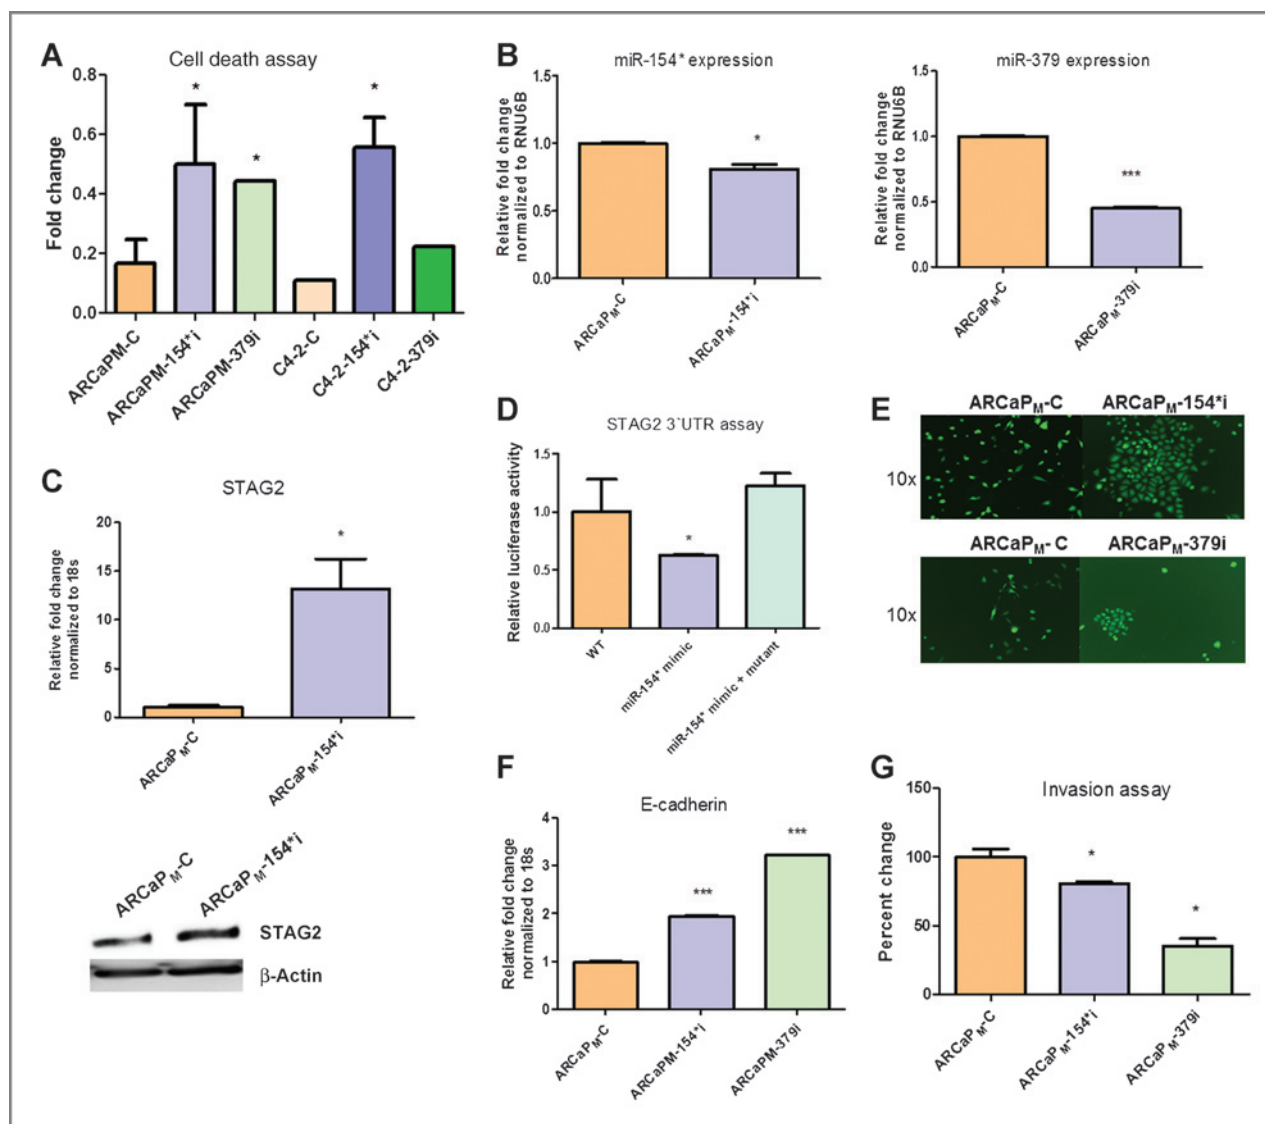 A
Cell death assay
Fold change
0.8
0.6
0.4
0.2
0.0
*
*
*
ARCaPM-C
ARCaPM-154*i
ARCaPM-379i
C4-2-C
C4-2-154*i
C4-2-379i
B
miR-154* expression
Relative fold change
normalized to RNU6B
1.5
1.0
0.5
0.0
*
ARCaPM-C
ARCaPM-154*i
miR-379 expression
Relative fold change
normalized to RNU6B
1.5
1.0
0.5
0.0
***
ARCaPM-C
ARCaPM-379i
C
STAG2
Relative fold change
normalized to 18s
20
15
10
5
0
*
ARCaPM-C
ARCaPM-154*i
ARCaPM-C
ARCaPM-154*i
STAG2
β-Actin
D
STAG2 3`UTR assay
Relative luciferase activity
1.5
1.0
0.5
0.0
*
WT
miR-154* mimic
miR-154* mimic + mutant
E
ARCaPM-C
ARCaPM-154*i
10x
ARCaPM- C
ARCaPM-379i
10x
F
E-cadherin
Relative fold change
normalized to 18s
4
3
2
1
0
***
***
ARCaPM-C
ARCaPM-154*i
ARCaPM-379i
G
Invasion assay
Percent change
150
100
50
0
*
*
ARCaPM-C
ARCaPM-154*i
ARCaPM-379i